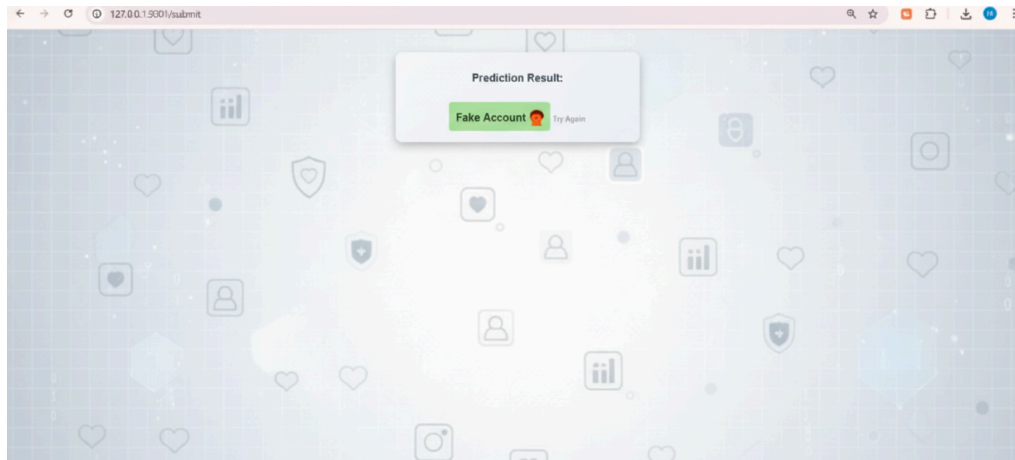 127.0.0.1:9001/submit
Prediction Result:
Fake Account
Try Again